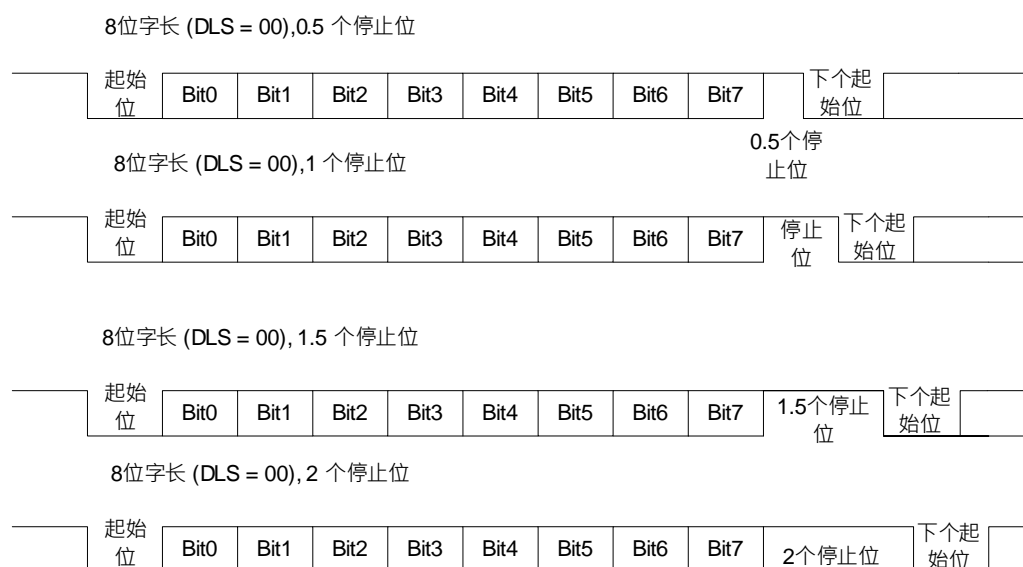 8位字长 (DLS = 00),0.5 个停止位
起始位 Bit0 Bit1 Bit2 Bit3 Bit4 Bit5 Bit6 Bit7 下个起始位
0.5个停止位
8位字长 (DLS = 00),1 个停止位
起始位 Bit0 Bit1 Bit2 Bit3 Bit4 Bit5 Bit6 Bit7 停止位 下个起始位
8位字长 (DLS = 00), 1.5 个停止位
起始位 Bit0 Bit1 Bit2 Bit3 Bit4 Bit5 Bit6 Bit7 1.5个停止位 下个起始位
8位字长 (DLS = 00), 2 个停止位
起始位 Bit0 Bit1 Bit2 Bit3 Bit4 Bit5 Bit6 Bit7 2个停止位 下个起始位